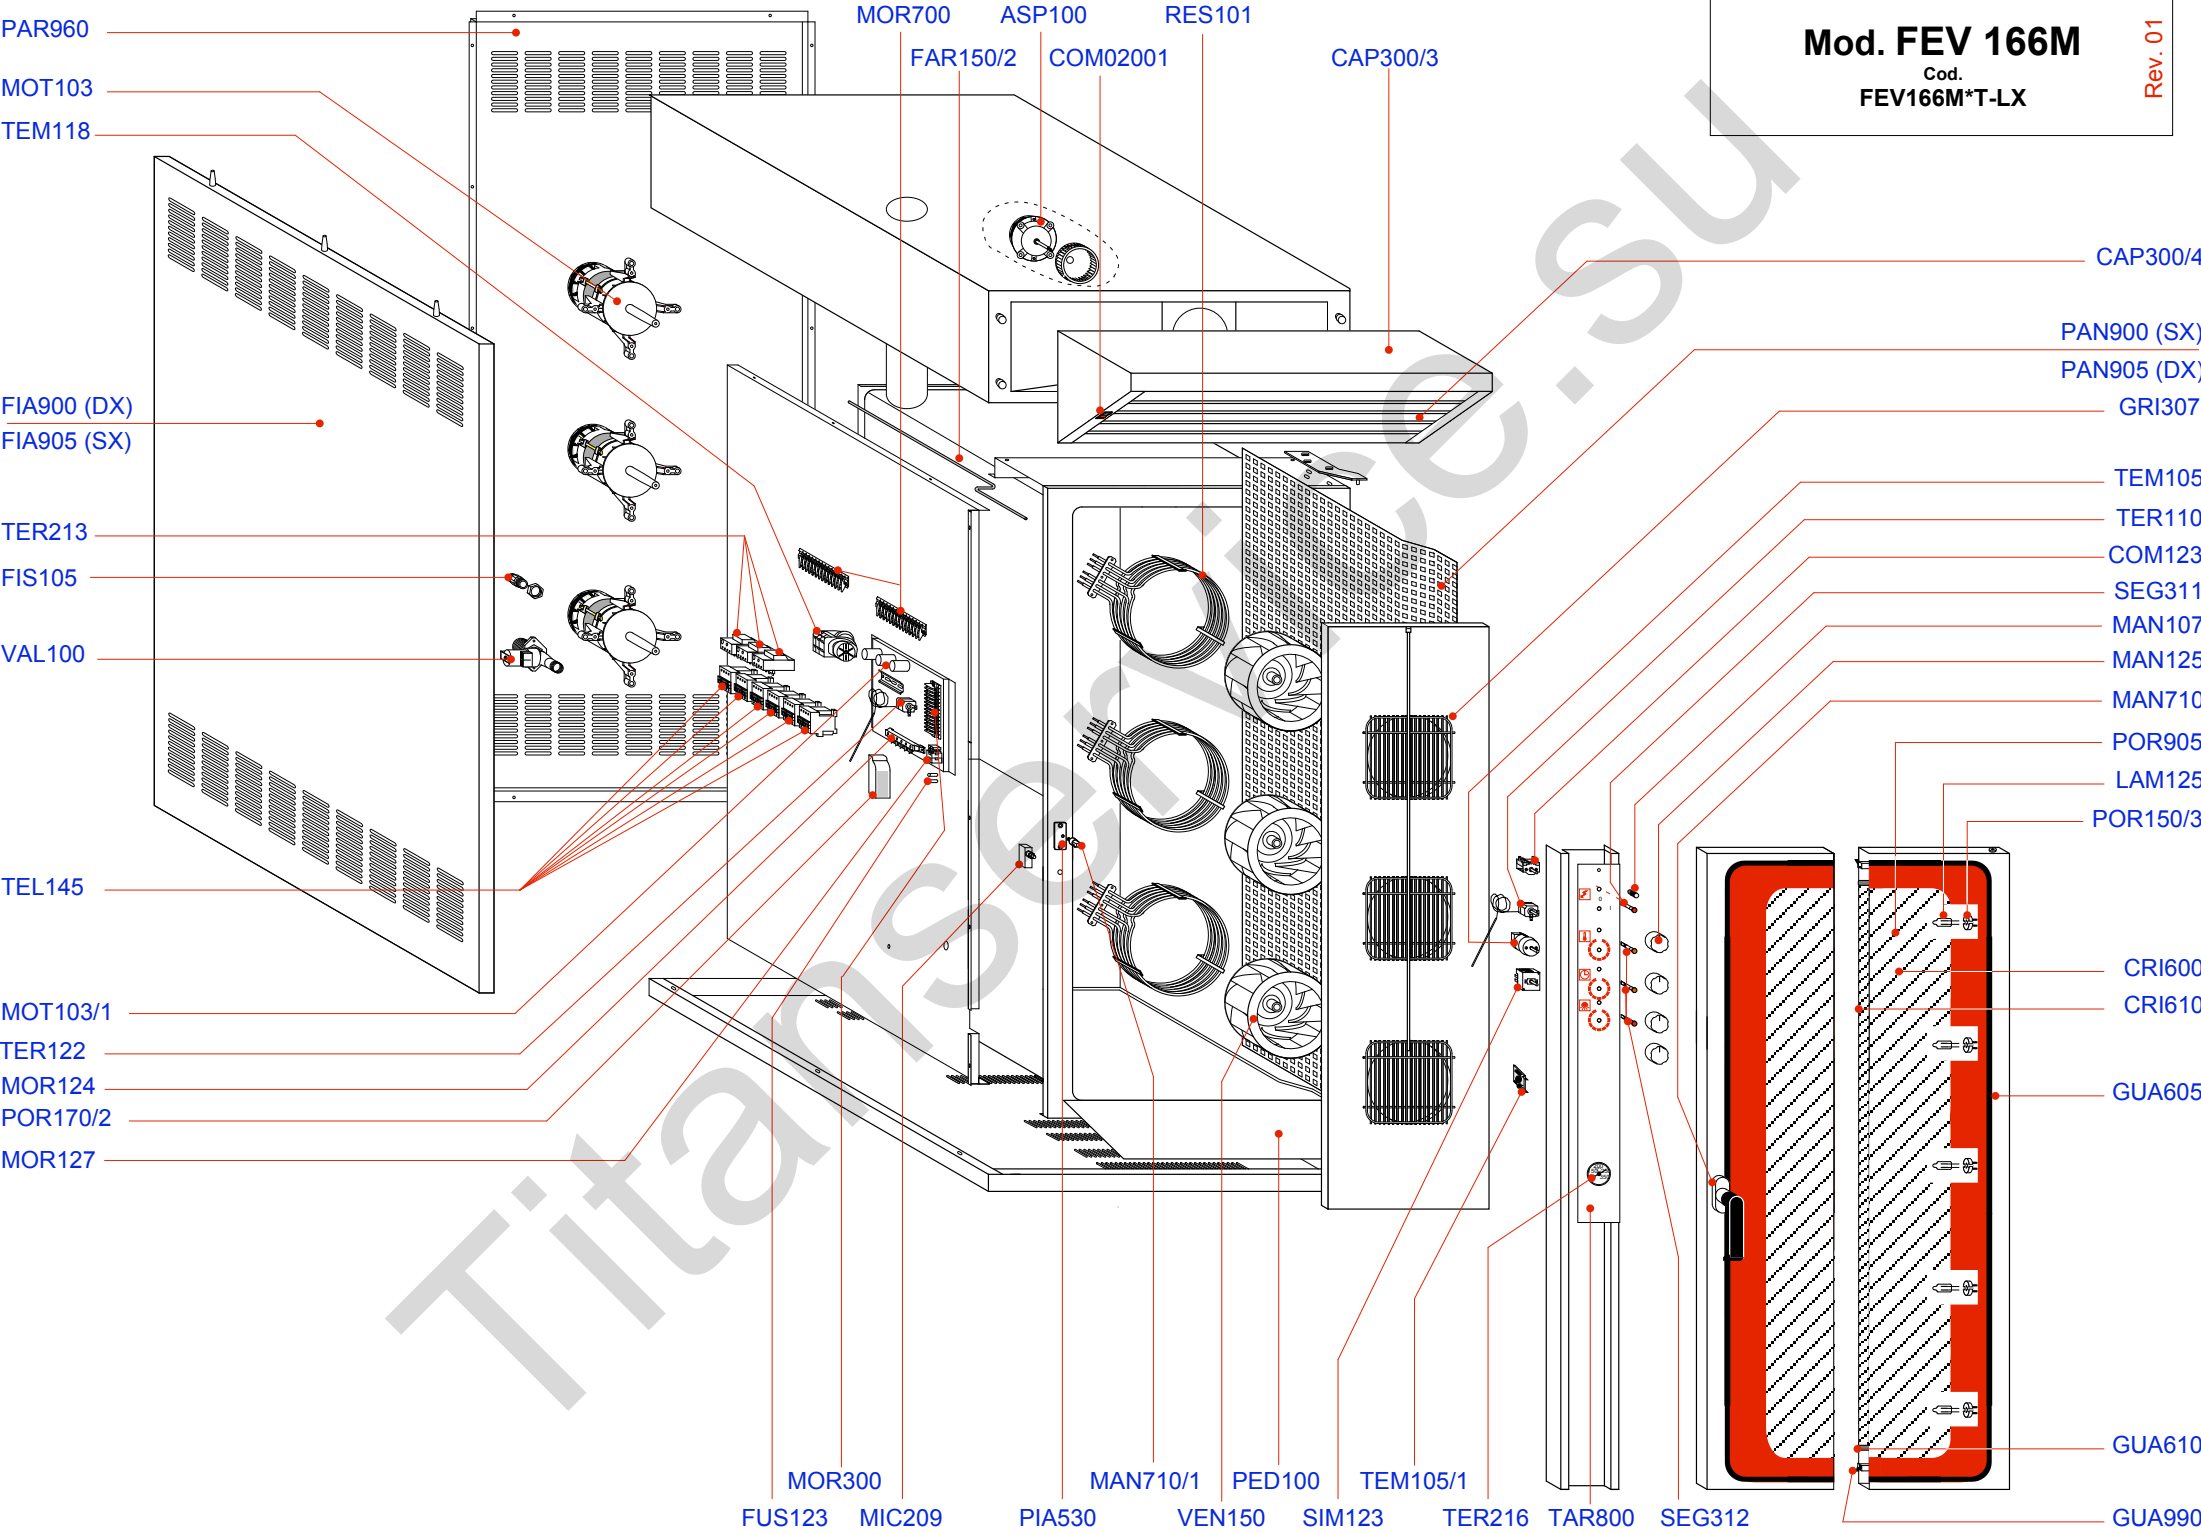 MOR700 ASP100 RES101
PAR960
FAR150/2 COM02001 CAP300/3
Mod. FEV 166M
Cod.
FEV166M*T-LX
Rev. 01
MOT103
TEM118
CAP300/4
PAN900 (SX)
PAN905 (DX)
FIA900 (DX)
FIA905 (SX)
GRI307
TEM105
TER110
TER213
COM123
FIS105
SEG311
MAN107
VAL100
MAN125
MAN710
POR905
LAM125
POR150/3
TEL145
CRI600
CRI610
MOT103/1
TER122
MOR124
GUA605
POR170/2
MOR127
GUA610
MOR300 MAN710/1 PED100 TEM105/1
FUS123 MIC209 PIA530 VEN150 SIM123 TER216 TAR800 SEG312 GUA990
Titanservice.su